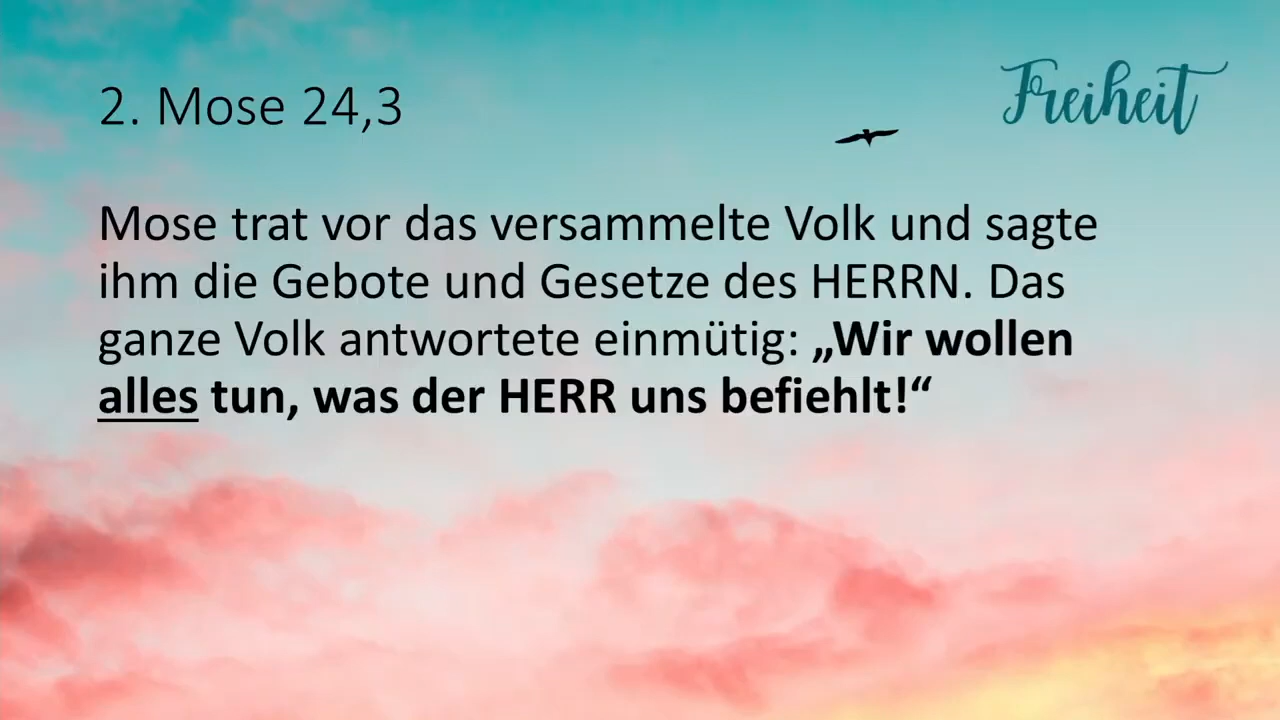 2. Mose 24,3
Freiheit
Mose trat vor das versammelte Volk und sagte
ihm die Gebote und Gesetze des HERRN. Das
ganze Volk antwortete einmütig: „Wir wollen
alles tun, was der HERR uns befiehlt!“